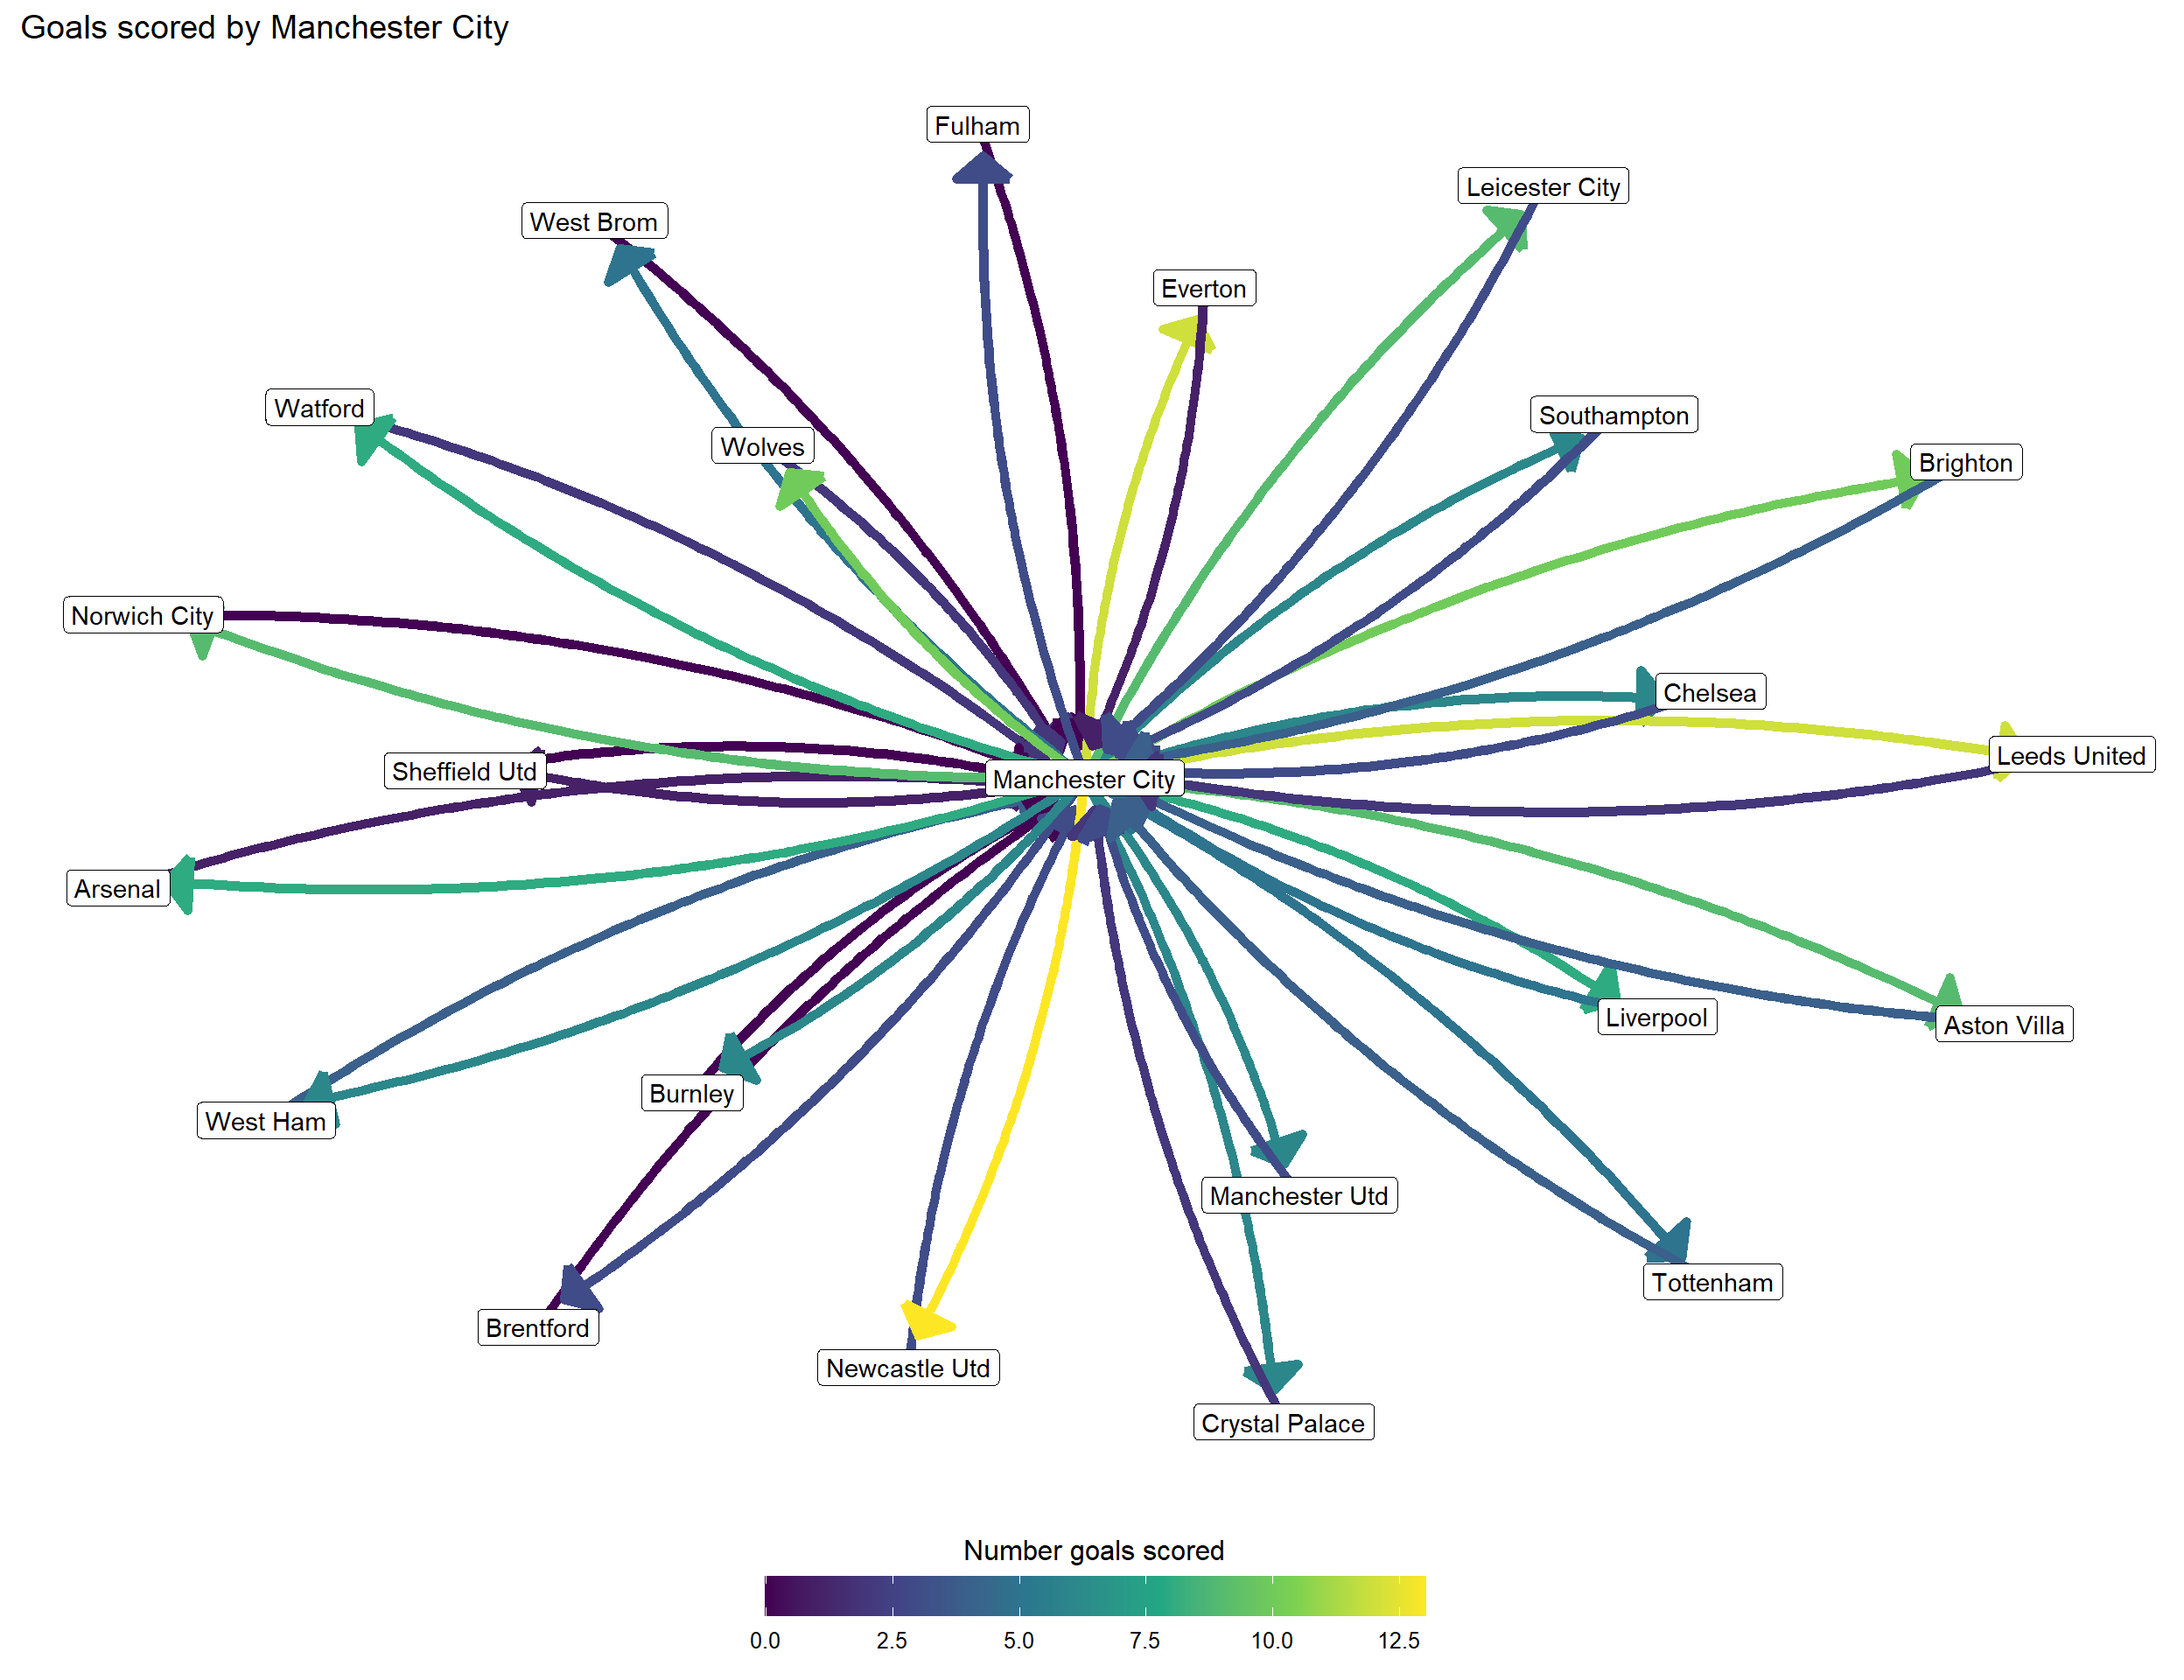 Goals scored by Manchester City
Fulham
Leicester City
West Brom
Everton
Watford
Southampton
Wolves
Brighton
Norwich City
Chelsea
Leeds United
Sheffield Utd
Manchester City
Arsenal
Liverpool
Aston Villa
Burnley
West Ham
Manchester Utd
Tottenham
Brentford
Newcastle Utd
Crystal Palace
Number goals scored
0.0 2.5 5.0 7.5 10.0 12.5